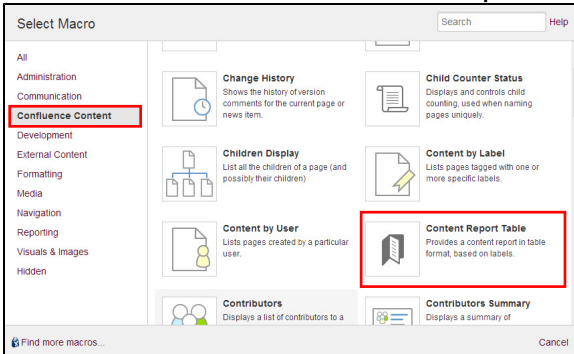 Select Macro
Search
Help
All
Administration
Communication
Confluence Content
Development
External Content
Formatting
Media
Navigation
Reporting
Visuals & Images
Hidden
Change History
Shows the history of version
comments for the current page or
news item.
Child Counter Status
Displays and controls child
counting, used when naming
pages uniquely.
Children Display
List all the children of a page (and
possibly their children)
Content by Label
Lists pages tagged with one or
more specific labels.
Content by User
Lists pages created by a particular
user.
Content Report Table
Provides a content report in table
format, based on labels.
Contributors
Displays a list of contributors to a
Contributors Summary
Displays a summary of
Find more macros...
Cancel